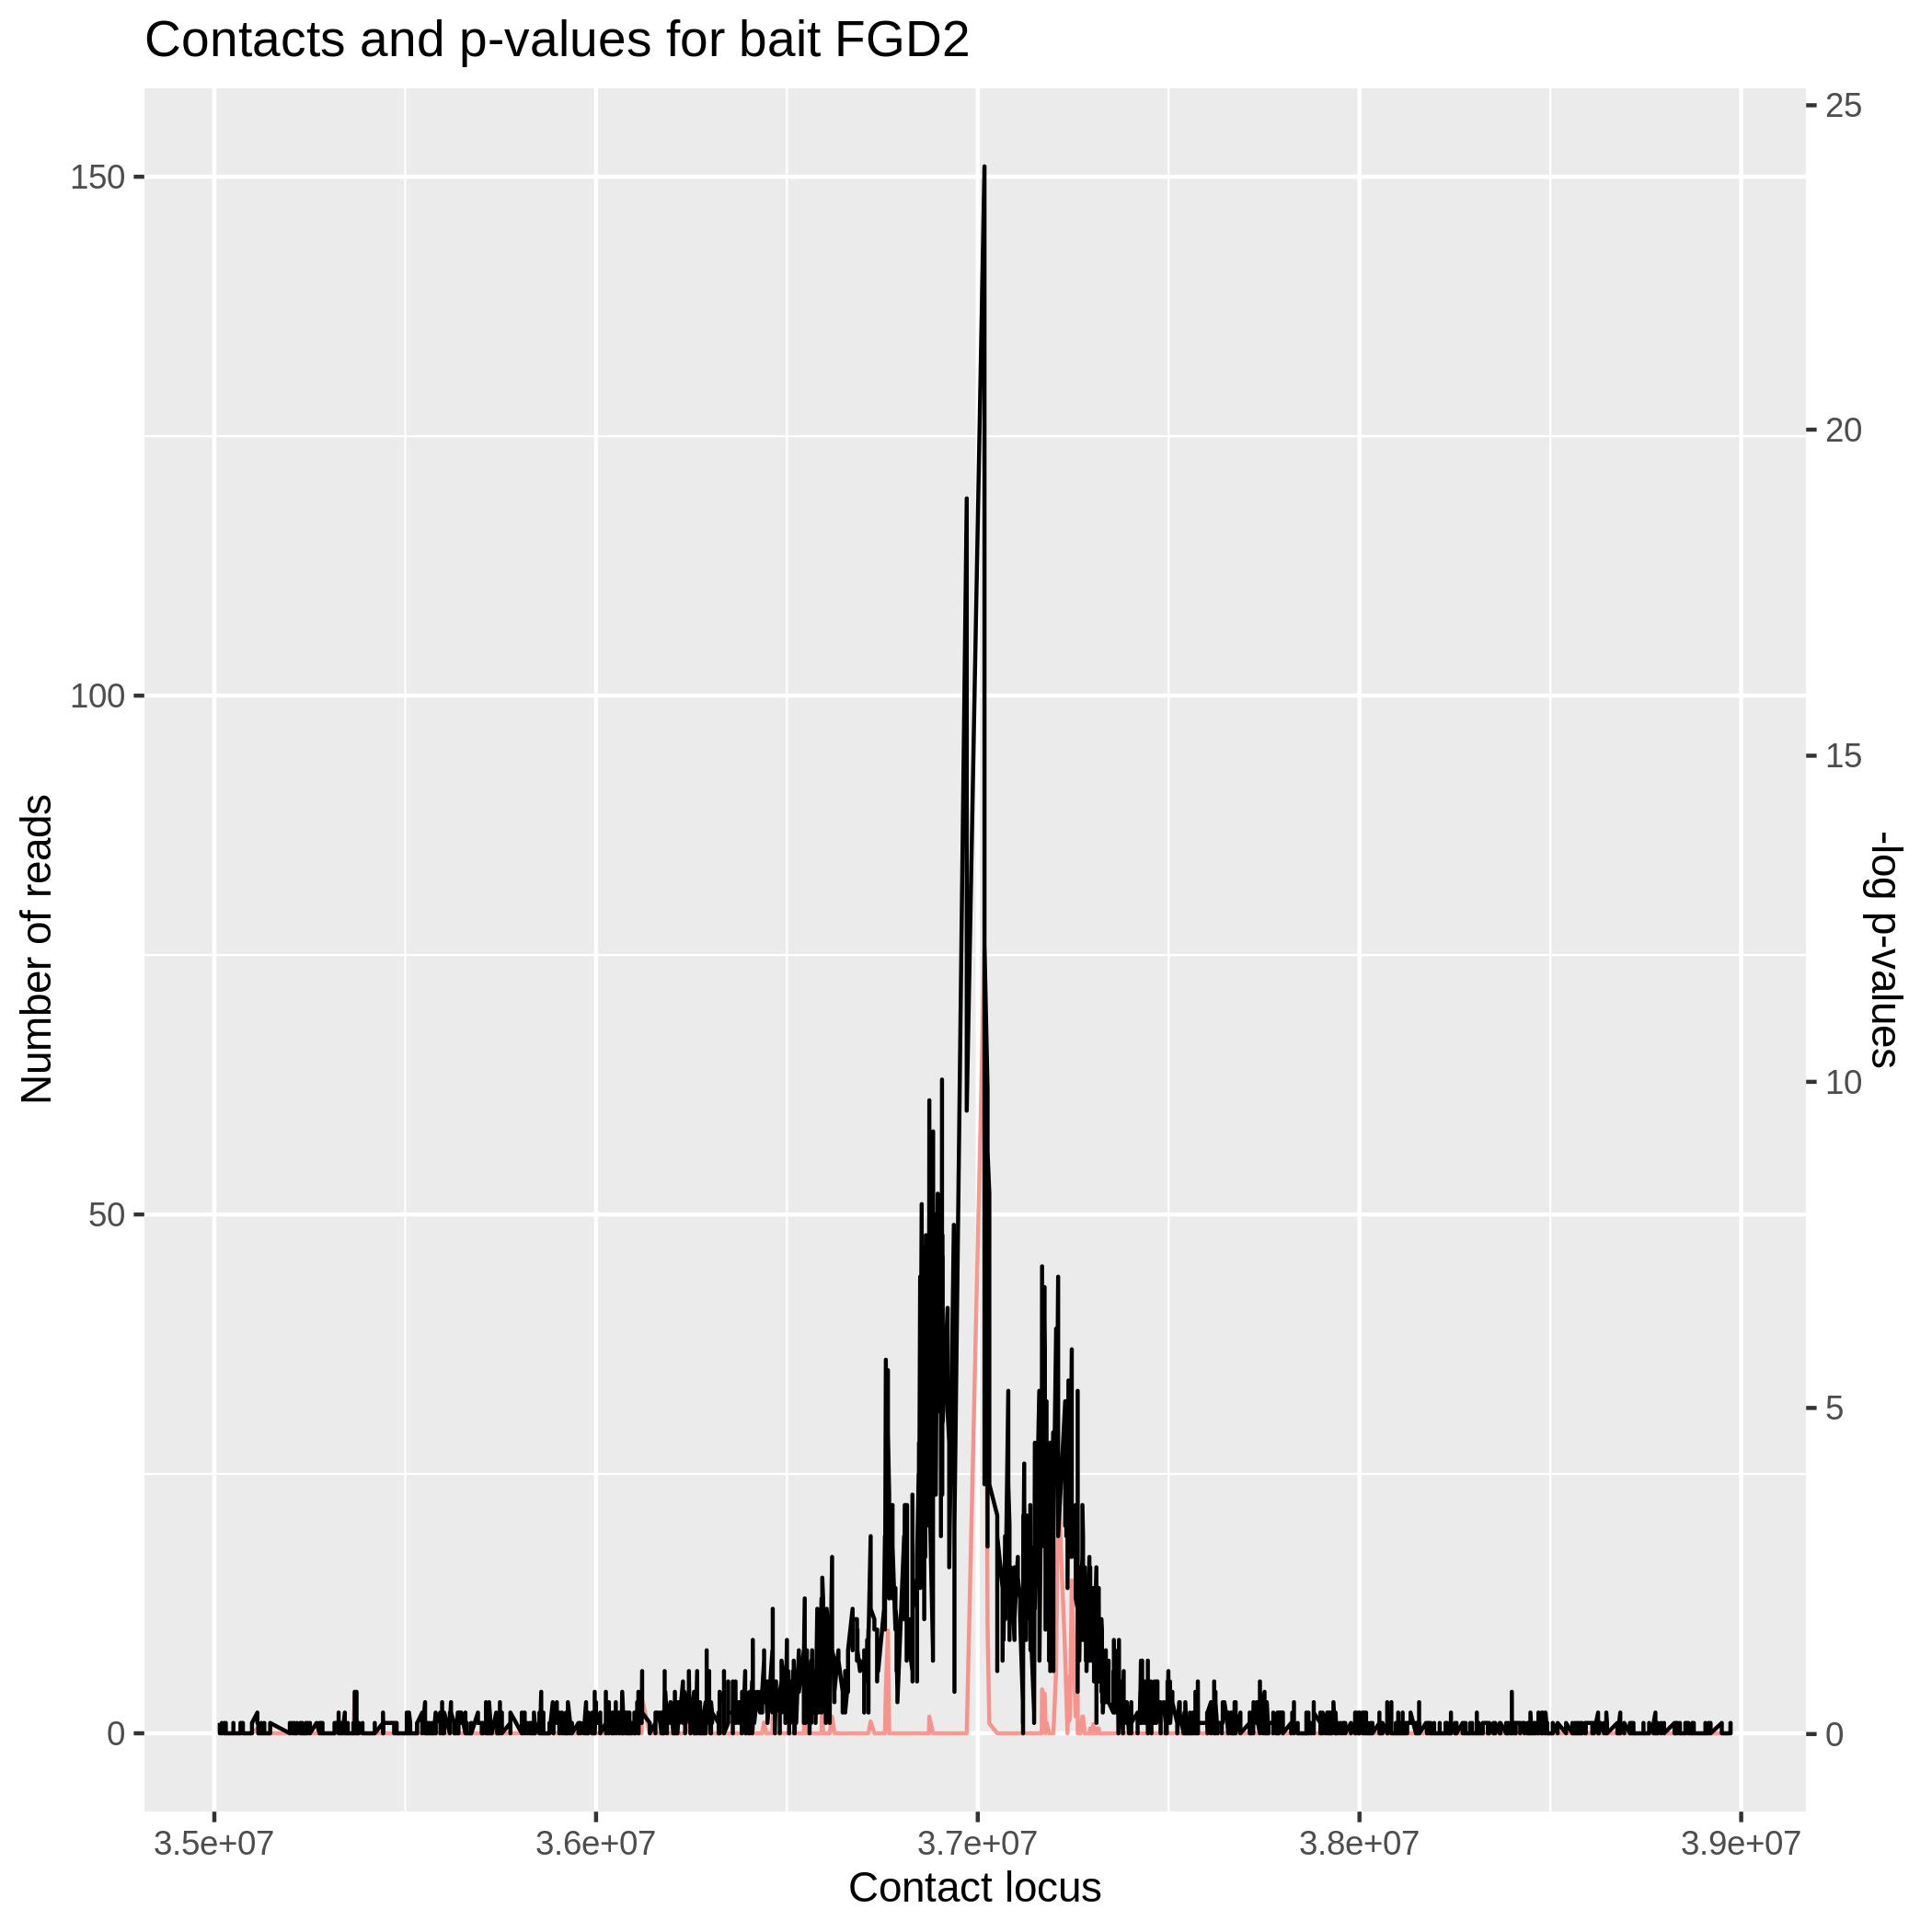 Contacts and p-values for bait FGD2
150
100
50
0
Number of reads
25
20
15
10
5
0
-log p-values
3.5e+07
3.6e+07
3.7e+07
3.8e+07
3.9e+07
Contact locus